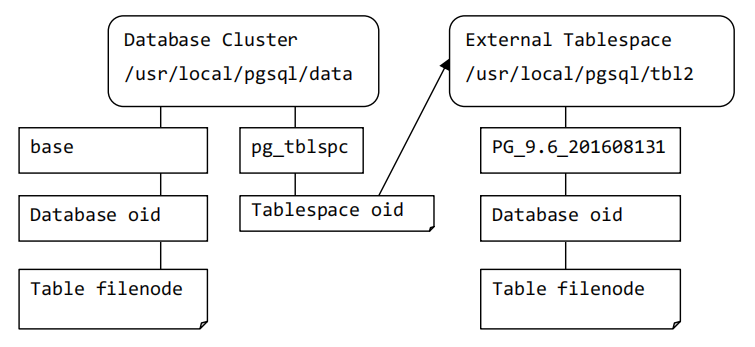 Database Cluster
/usr/local/pgsql/data
External Tablespace
/usr/local/pgsql/tbl2
base
pg_tblspc
PG_9.6_201608131
Database oid
Tablespace oid
Database oid
Table filenode
Table filenode